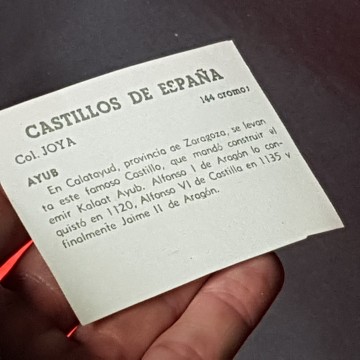 CASTILLOS DE ESPAÑA
Col. JOYA
144 cromos
AYUB
En Calatayud, provincia de Zaragoza, se levan
ta este famoso Castillo, que mandó construir el
emir Kalaat Ayub. Alfonso I de Aragón lo con-
quistó en 1120, Alfonso VI de Castilla en 1135 y
finalmente Jaime II de Aragón.